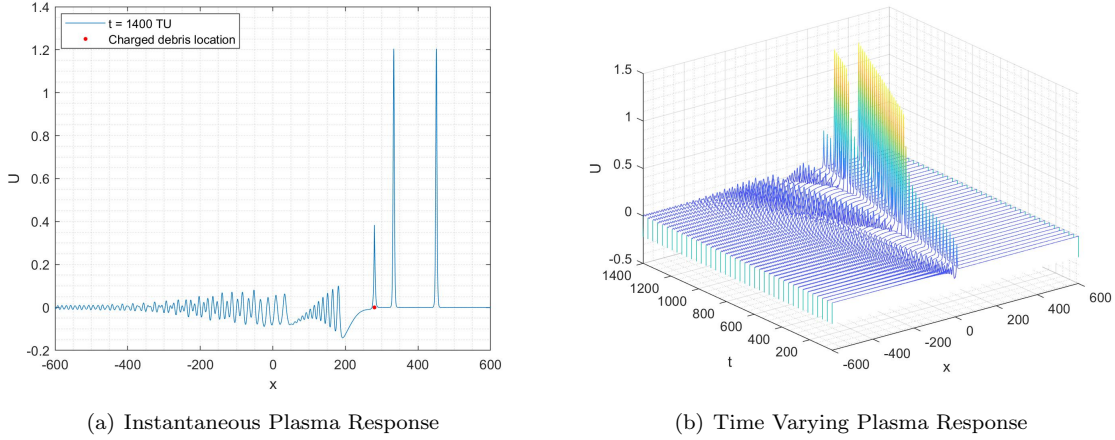 1.4
t = 1400 TU
Charged debris location
1.2
1
0.8
U
0.6
0.4
0.2
0
-0.2
-600 -400 -200 0 200 400 600
x
1.5
1
U
0.5
0
-0.5
1400
1200
1000
800
600
400
200
t
-600
-400
-200
0
200
400
600
x
(a) Instantaneous Plasma Response
(b) Time Varying Plasma Response